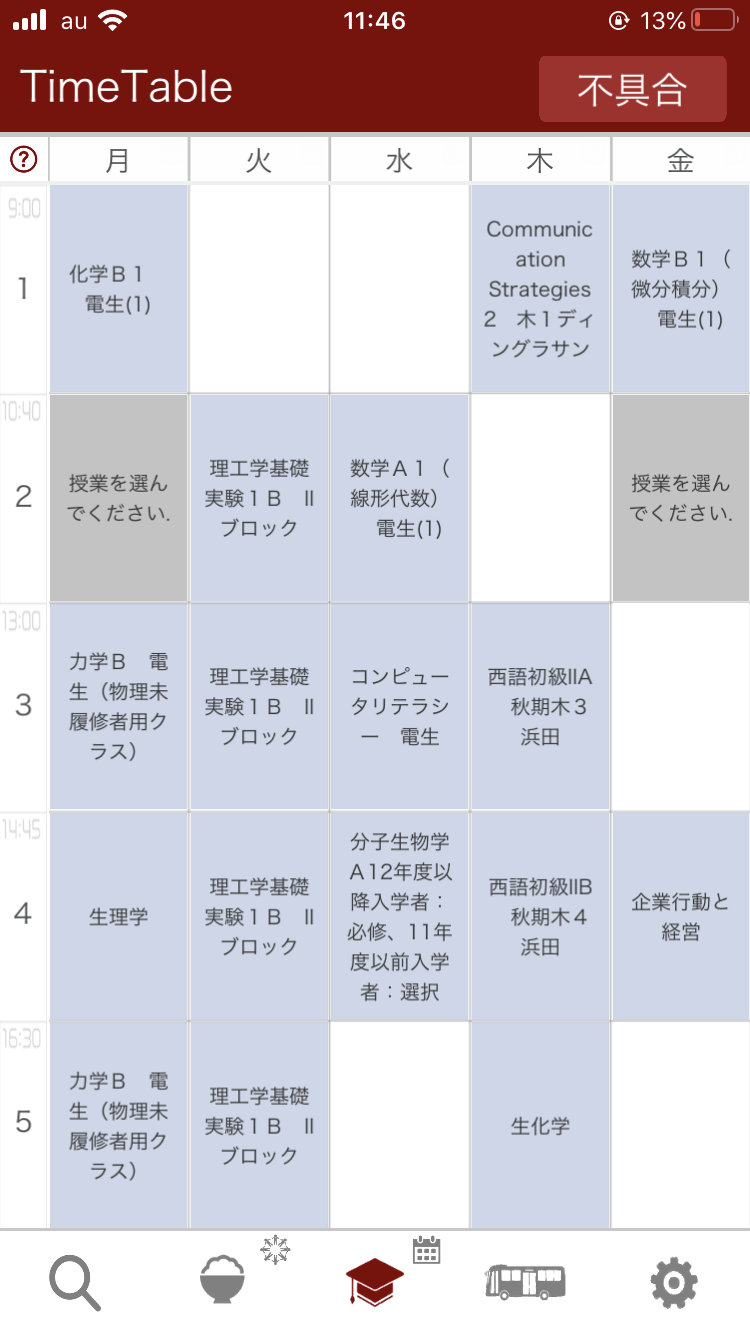 au 11:46 13%
TimeTable 不具合
? 月 火 水 木 金
9:00
1
化学Ｂ１
電生(1)
Communic
ation
Strategies
２ 木１ディ
ングラサン
数学Ｂ１（
微分積分）
電生(1)
10:40
2
授業を選ん
でください.
理工学基礎
実験１Ｂ Ⅱ
ブロック
数学Ａ１（
線形代数）
電生(1)
授業を選ん
でください.
13:00
3
力学Ｂ 電
生（物理未
履修者用ク
ラス）
理工学基礎
実験１Ｂ Ⅱ
ブロック
コンピュー
タリテラシ
ー 電生
西語初級IIA
秋期木３
浜田
14:45
4
生理学
理工学基礎
実験１Ｂ Ⅱ
ブロック
分子生物学
Ａ12年度以
降入学者：
必修、11年
度以前入学
者：選択
西語初級IIB
秋期木４
浜田
企業行動と
経営
16:30
5
力学Ｂ 電
生（物理未
履修者用ク
ラス）
理工学基礎
実験１Ｂ Ⅱ
ブロック
生化学